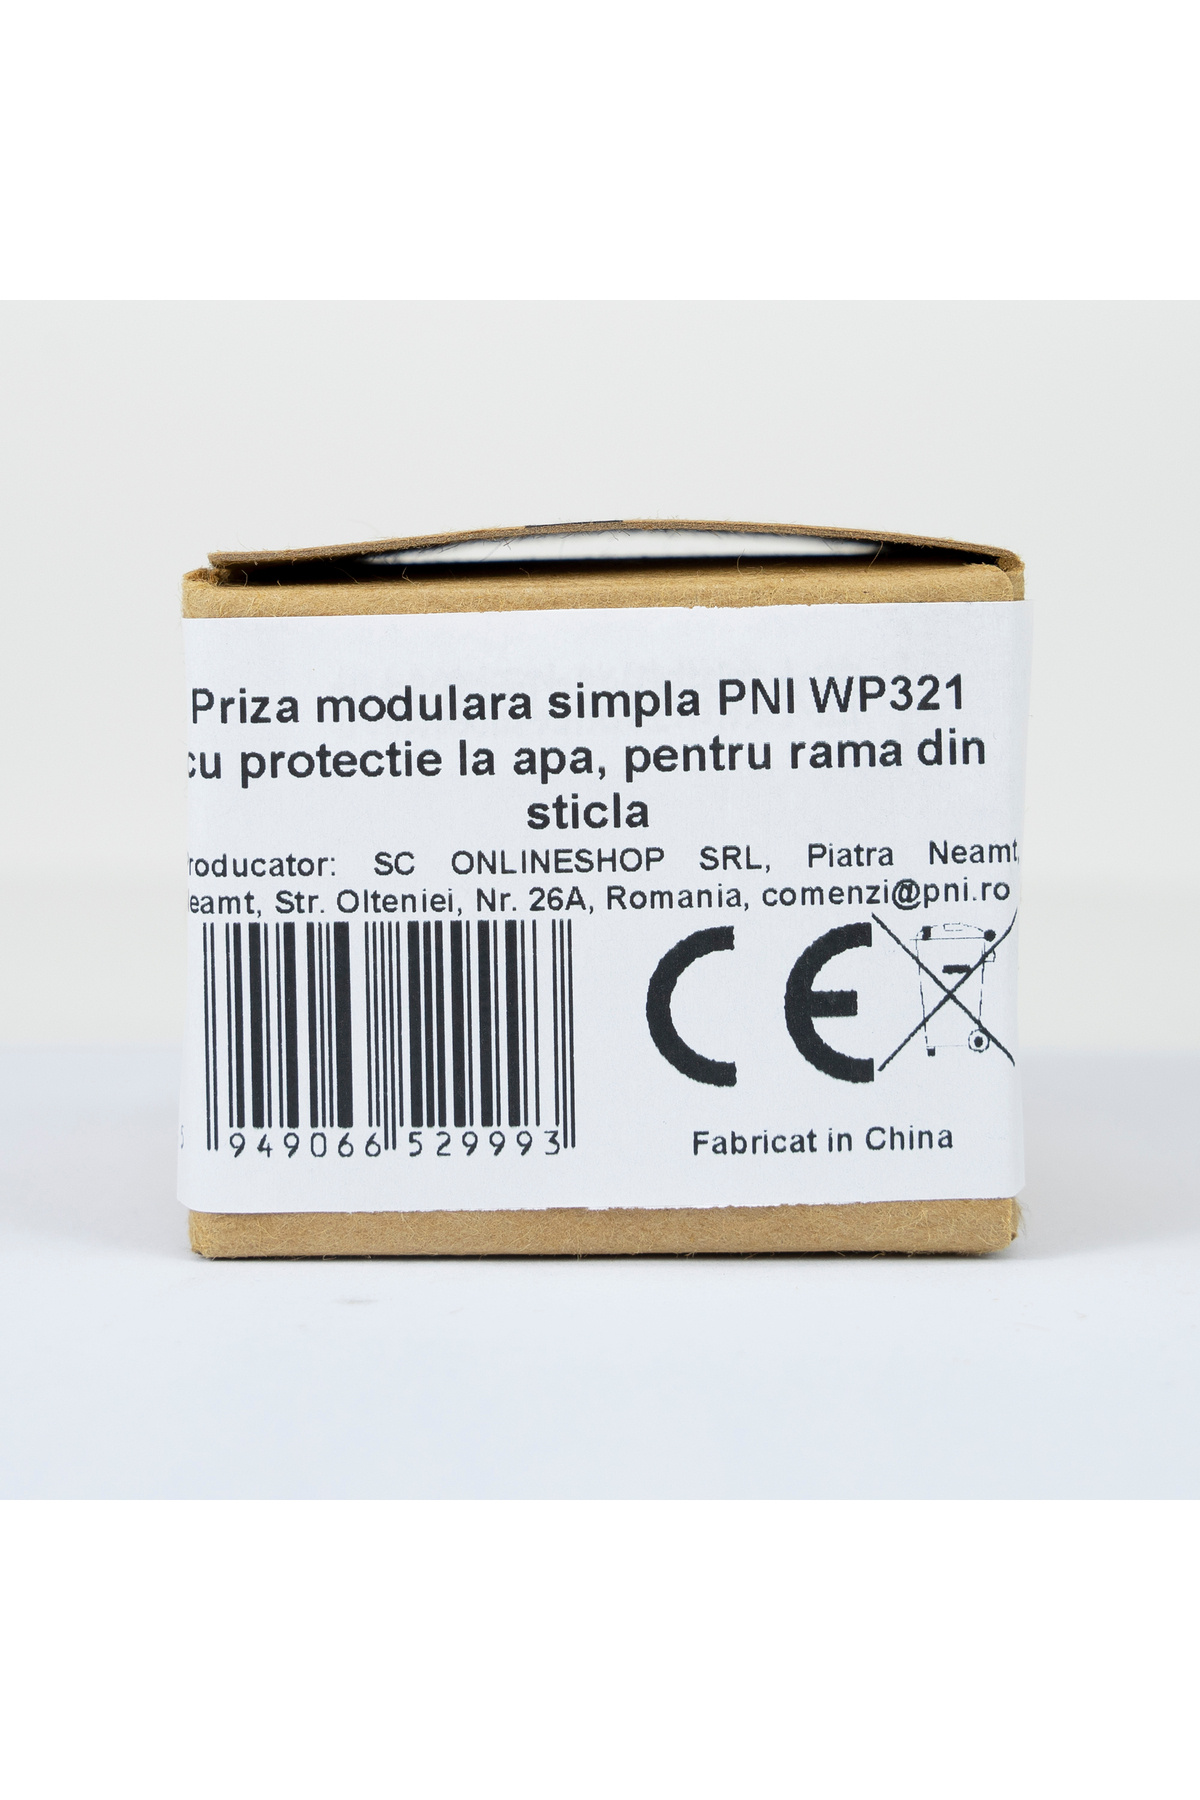 Priza modulara simpla PNI WP321
cu protectie la apa, pentru rama din
sticla
roducator: SC ONLINESHOP SRL, Piatra Neamt,
eamt, Str. Olteniei, Nr. 26A, Romania, comenzi@pni.ro
CE
949066 529993
Fabricat in China